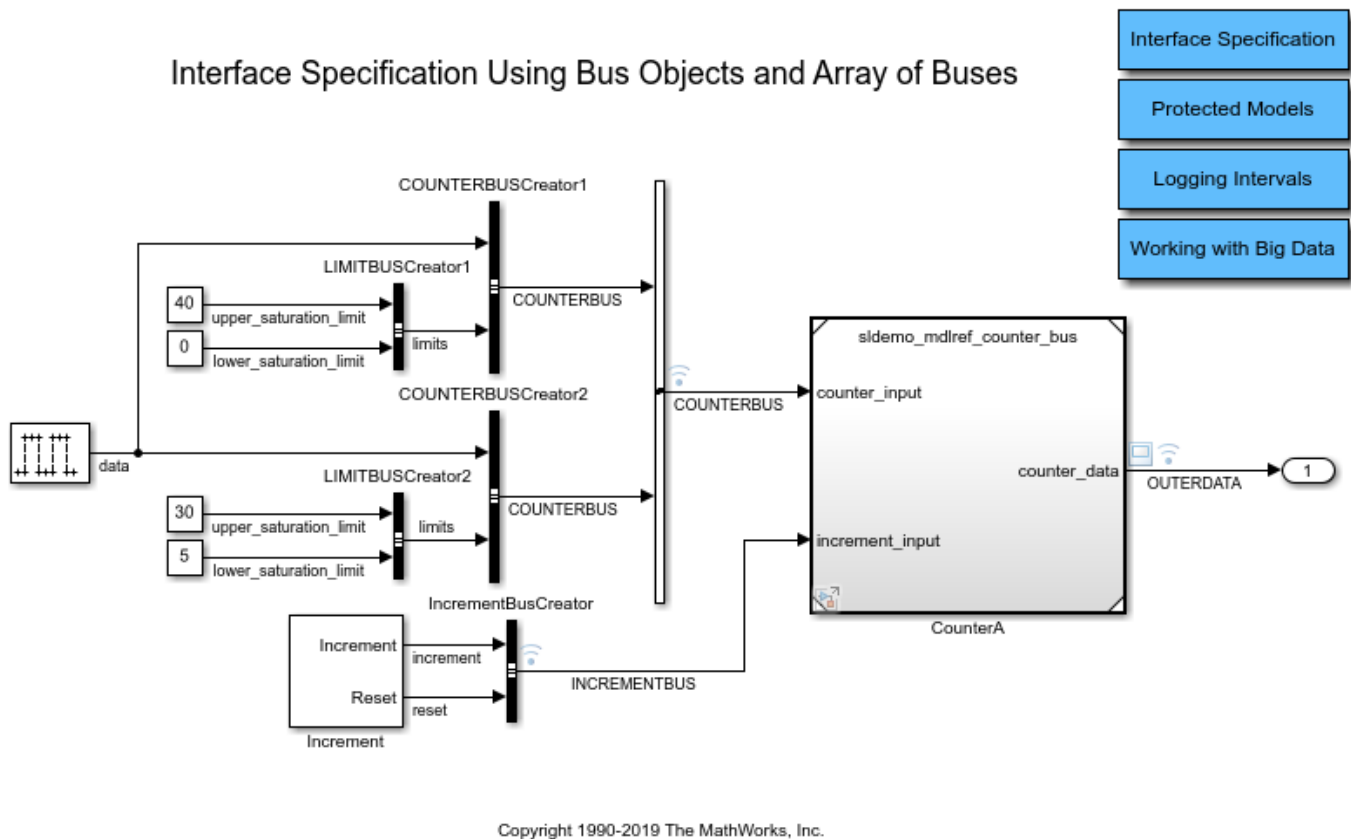 Interface Specification Using Bus Objects and Array of Buses
Interface Specification
Protected Models
Logging Intervals
Working with Big Data
COUNTERBUSCreator1
LIMITBUSCreator1
40
upper_saturation_limit
0
lower_saturation_limit
limits
COUNTERBUS
COUNTERBUSCreator2
data
LIMITBUSCreator2
30
upper_saturation_limit
5
lower_saturation_limit
limits
COUNTERBUS
COUNTERBUS
sldemo_mdlref_counter_bus
counter_input
counter_data
increment_input
CounterA
OUTERDATA
1
IncrementBusCreator
Increment
increment
Reset
reset
Increment
INCREMENTBUS
Copyright 1990-2019 The MathWorks, Inc.